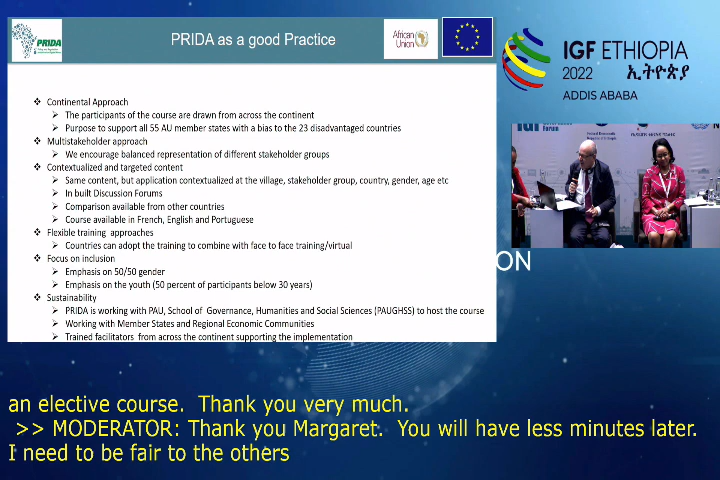 PRIDA
PRIDA as a good Practice
African
Union
❖ Continental Approach
➢ The participants of the course are drawn from across the continent
➢ Purpose to support all 55 AU member states with a bias to the 23 disadvantaged countries
❖ Multistakeholder approach
➢ We encourage balanced representation of different stakeholder groups
❖ Contextualized and targeted content
➢ Same content, but application contextualized at the village, stakeholder group, country, gender, age etc
➢ In built Discussion Forums
➢ Comparison available from other countries
➢ Course available in French, English and Portuguese
❖ Flexible training approaches
➢ Countries can adopt the training to combine with face to face training/virtual
❖ Focus on inclusion
➢ Emphasis on 50/50 gender
➢ Emphasis on the youth (50 percent of participants below 30 years)
❖ Sustainability
➢ PRIDA is working with PAU, School of Governance, Humanities and Social Sciences (PAUGHSS) to host the course
➢ Working with Member States and Regional Economic Communities
➢ Trained facilitators from across the continent supporting the implementation
IGF ETHIOPIA
2022 ኢትዮጵያ
ADDIS ABABA
Forum
ON
an elective course. Thank you very much.
>> MODERATOR: Thank you Margaret. You will have less minutes later.
I need to be fair to the others